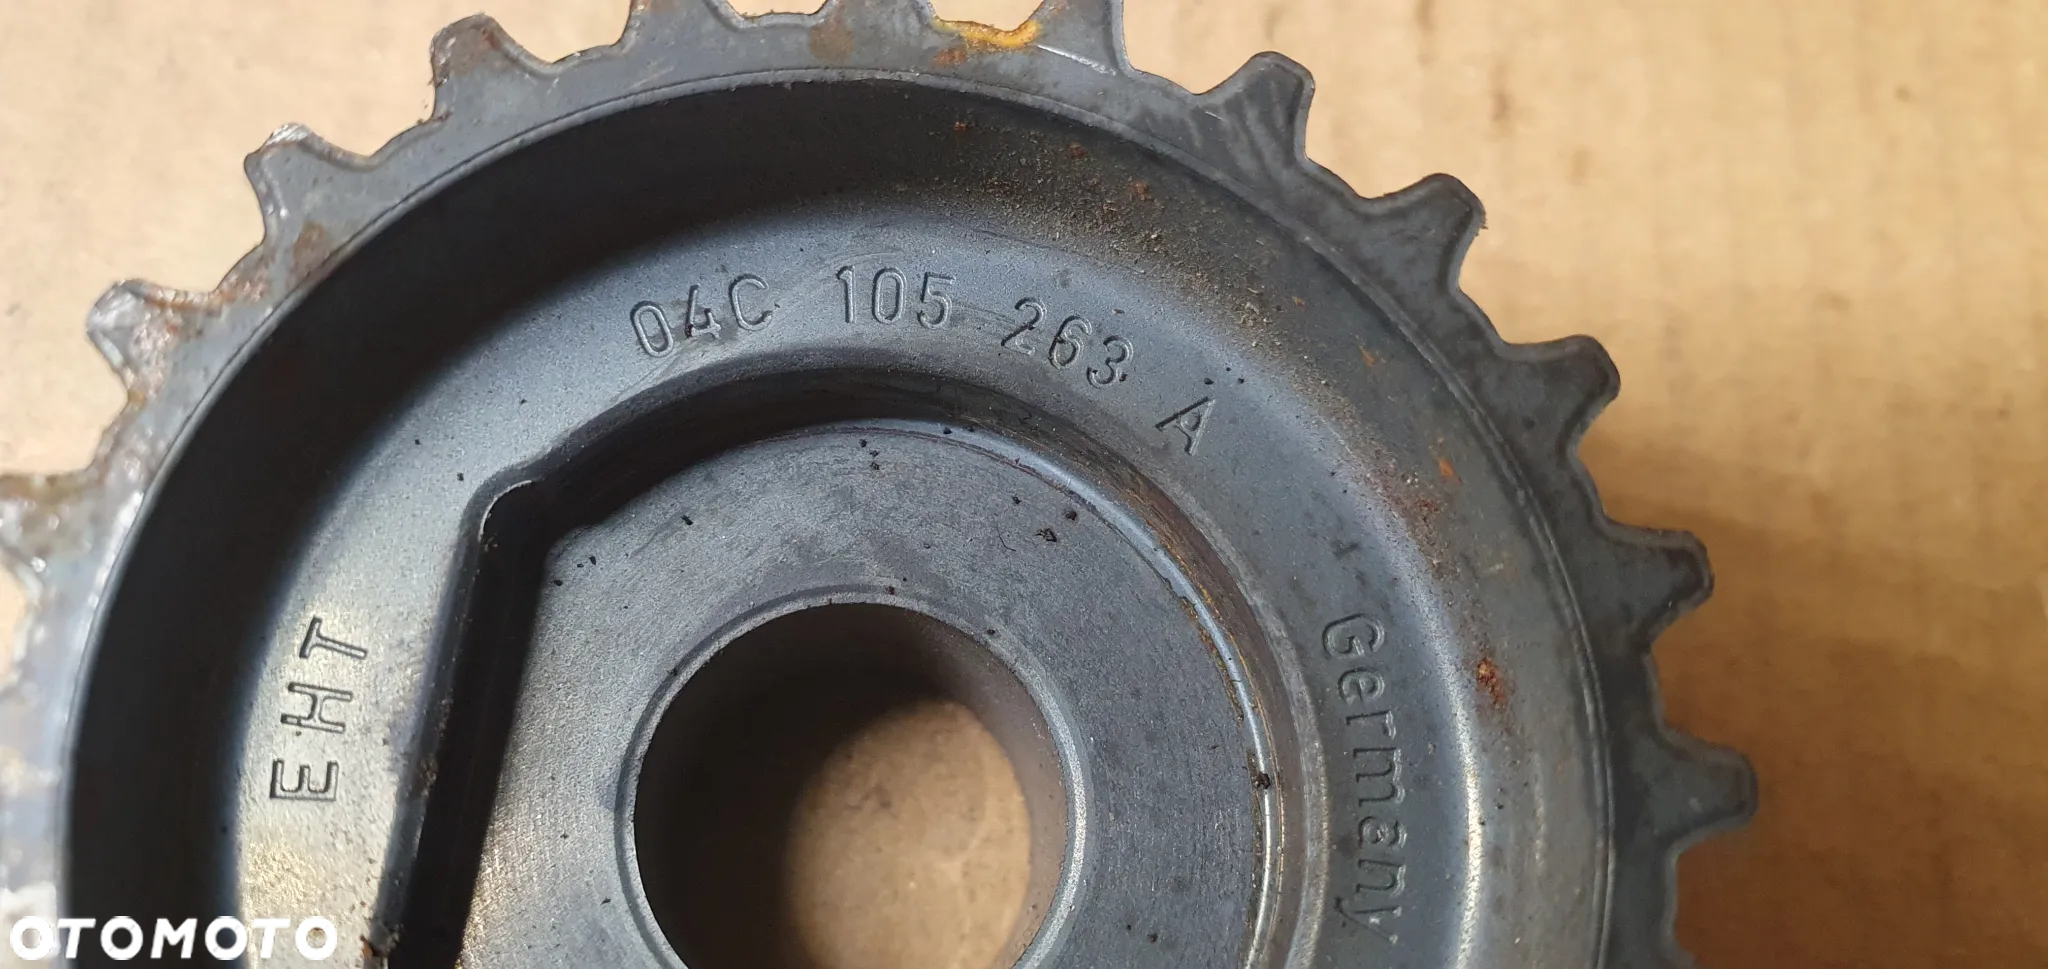 04C 105 263 A
Germany
EHT
OTOMOTO